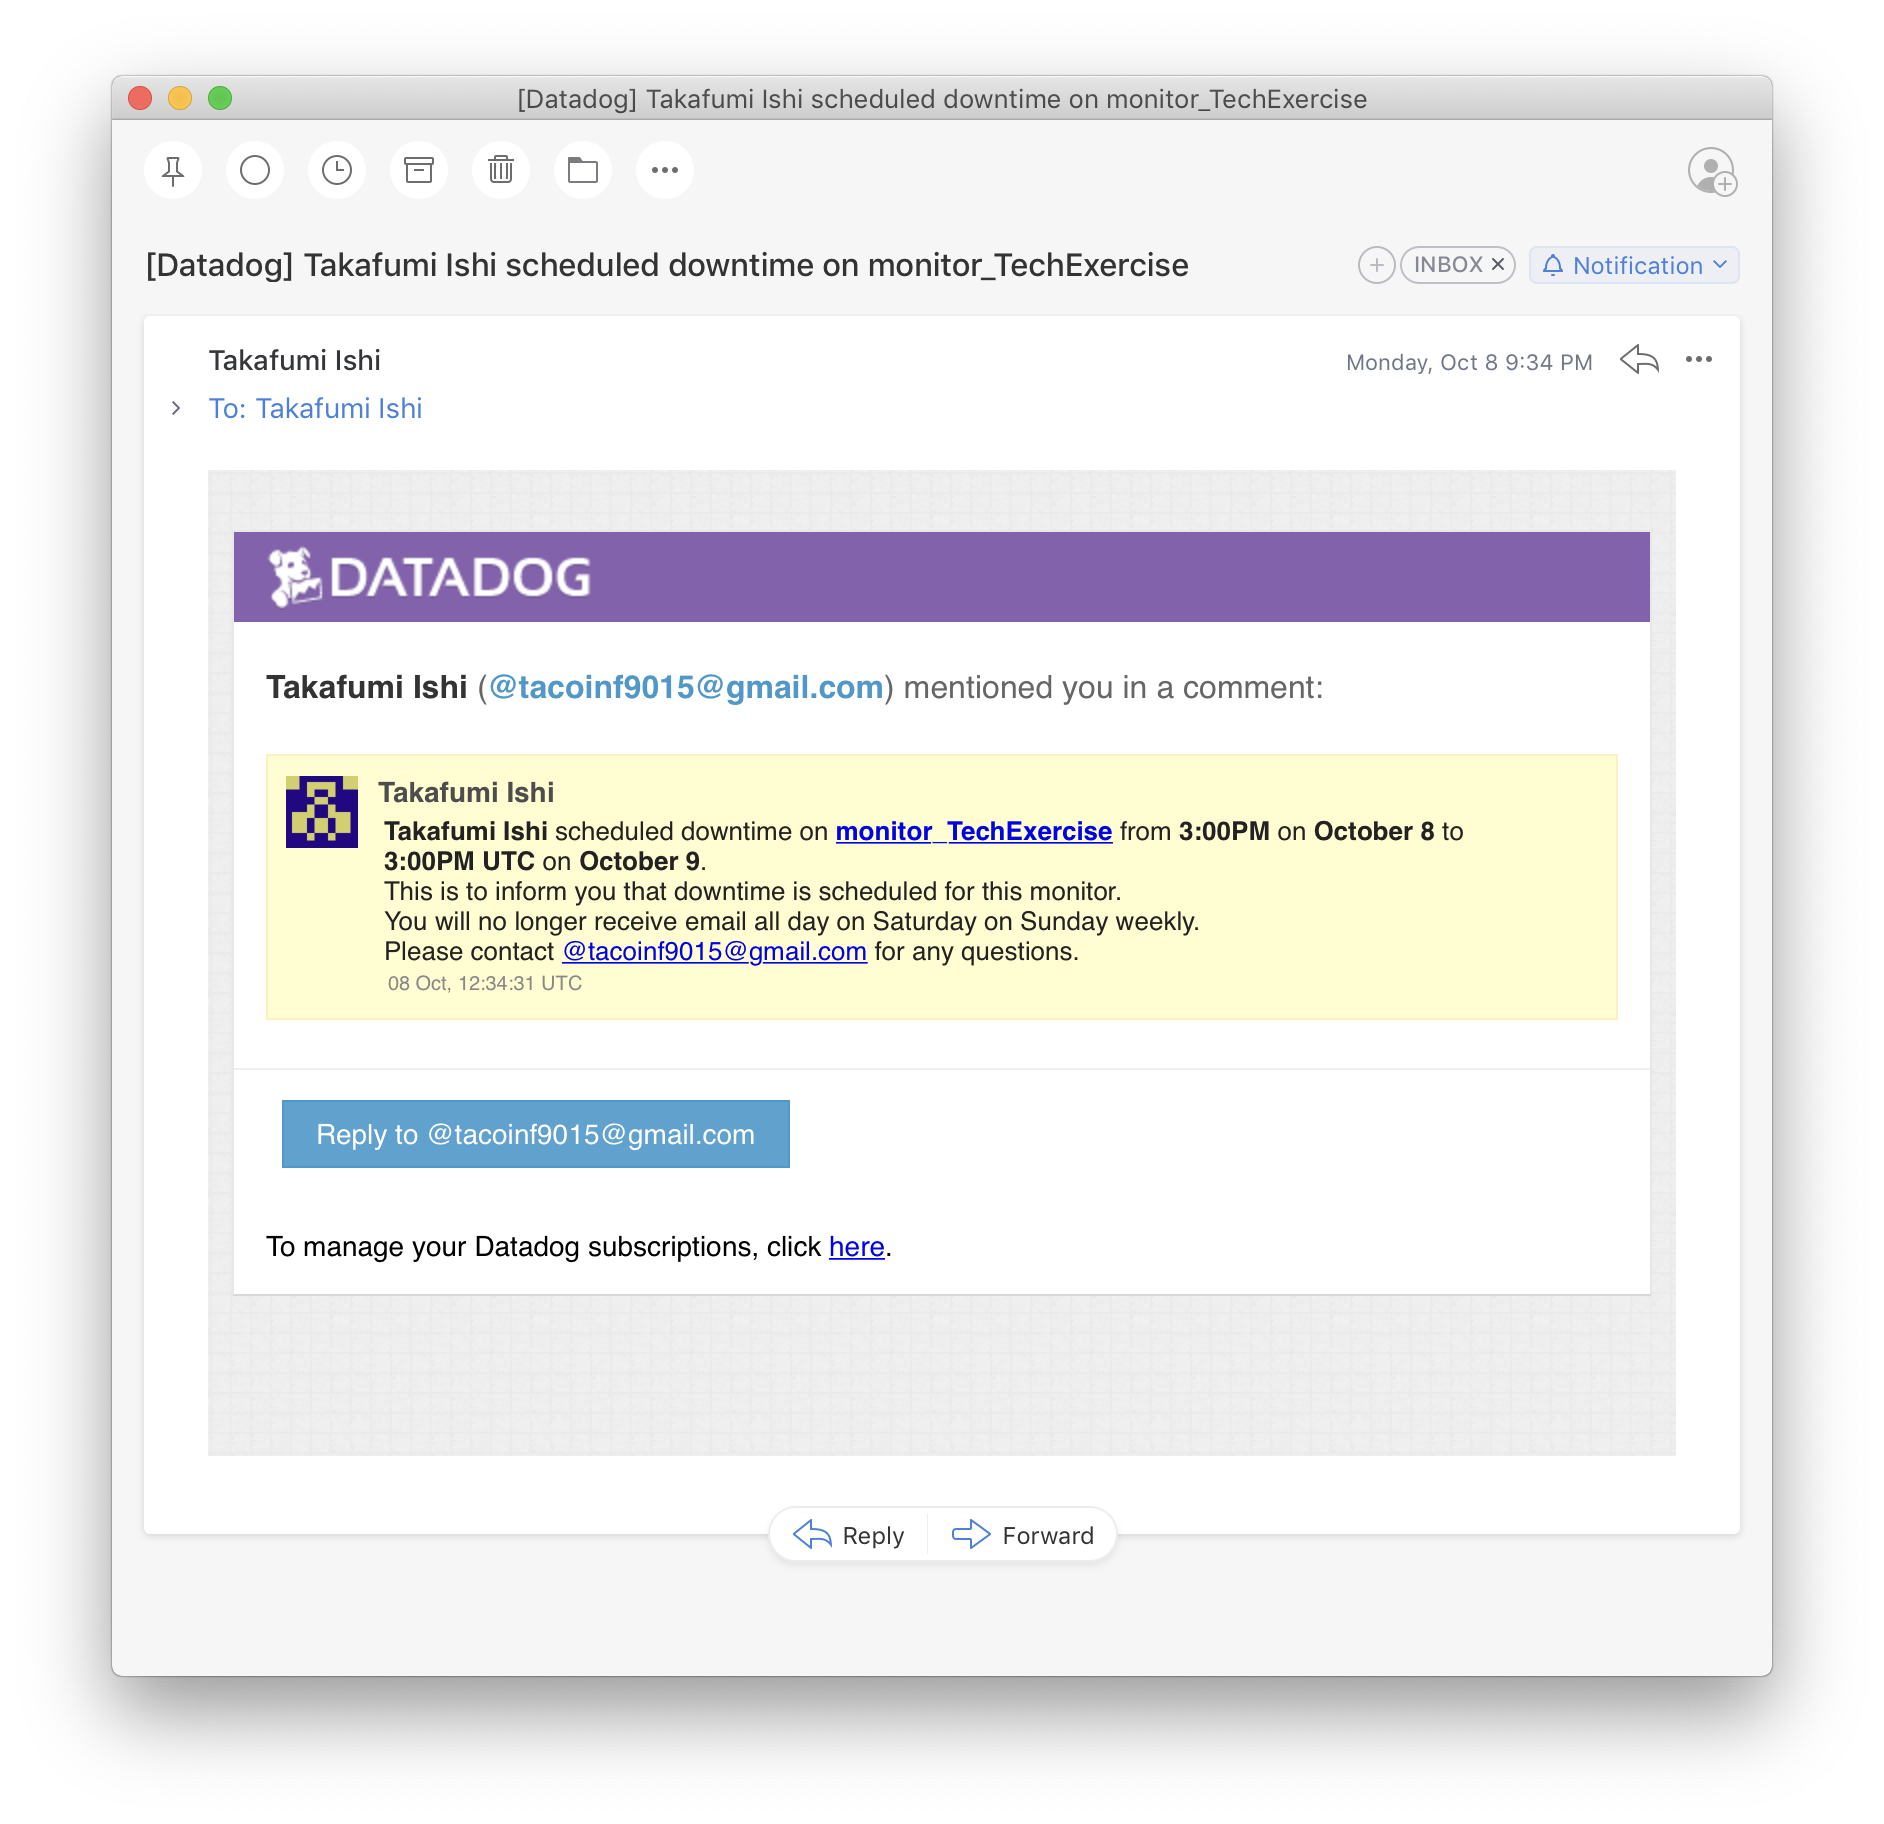 [Datadog] Takafumi Ishi scheduled downtime on monitor_TechExercise
[Datadog] Takafumi Ishi scheduled downtime on monitor_TechExercise
INBOX
Notification
Takafumi Ishi
Monday, Oct 8 9:34 PM
To: Takafumi Ishi
DATADOG
Takafumi Ishi (@tacoinf9015@gmail.com) mentioned you in a comment:
Takafumi Ishi
Takafumi Ishi scheduled downtime on monitor_TechExercise from 3:00PM on October 8 to
3:00PM UTC on October 9.
This is to inform you that downtime is scheduled for this monitor.
You will no longer receive email all day on Saturday on Sunday weekly.
Please contact @tacoinf9015@gmail.com for any questions.
08 Oct, 12:34:31 UTC
Reply to @tacoinf9015@gmail.com
To manage your Datadog subscriptions, click here.
Reply
Forward